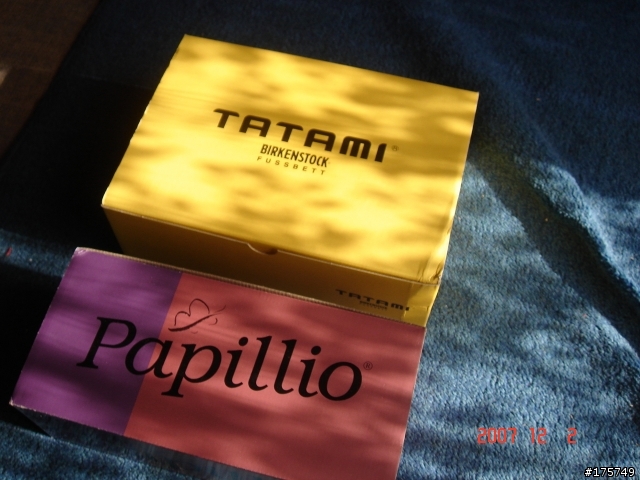 TATAMI®
BIRKENSTOCK
FUSSBETT
TATAMI
Papillio®
2007 12 2
#175749